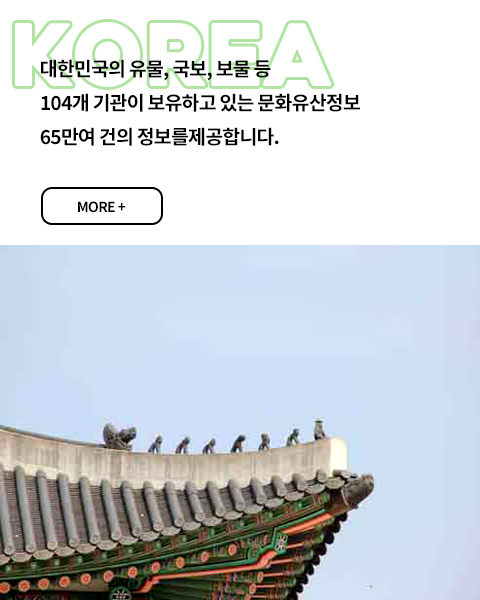 KOREA
대한민국의 유물, 국보, 보물 등
104개 기관이 보유하고 있는 문화유산정보
65만여 건의 정보를제공합니다.
MORE +